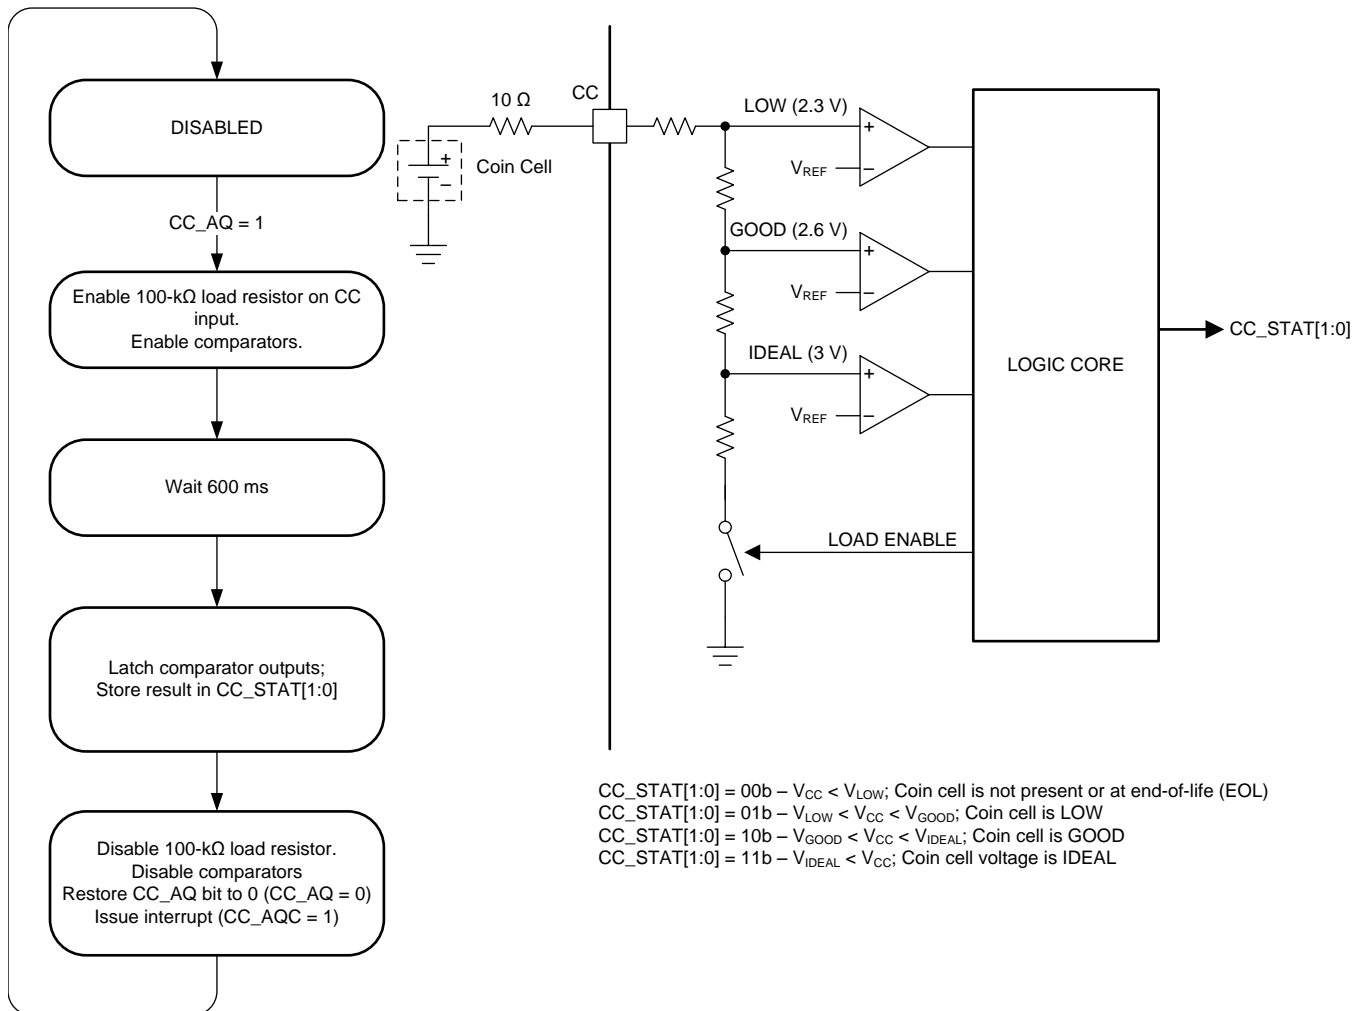 DISABLED
CC_AQ = 1
Enable 100-kΩ load resistor on CC
input.
Enable comparators.
Wait 600 ms
Latch comparator outputs;
Store result in CC_STAT[1:0]
Disable 100-kΩ load resistor.
Disable comparators
Restore CC_AQ bit to 0 (CC_AQ = 0)
Issue interrupt (CC_AQC = 1)
10 Ω
CC
+
−
Coin Cell
LOW (2.3 V)
+
VREF
−
GOOD (2.6 V)
+
VREF
−
IDEAL (3 V)
+
VREF
−
LOAD ENABLE
LOGIC CORE
CC_STAT[1:0]
CC_STAT[1:0] = 00b – VCC < VLOW; Coin cell is not present or at end-of-life (EOL)
CC_STAT[1:0] = 01b – VLOW < VCC < VGOOD; Coin cell is LOW
CC_STAT[1:0] = 10b – VGOOD < VCC < VIDEAL; Coin cell is GOOD
CC_STAT[1:0] = 11b – VIDEAL < VCC; Coin cell voltage is IDEAL